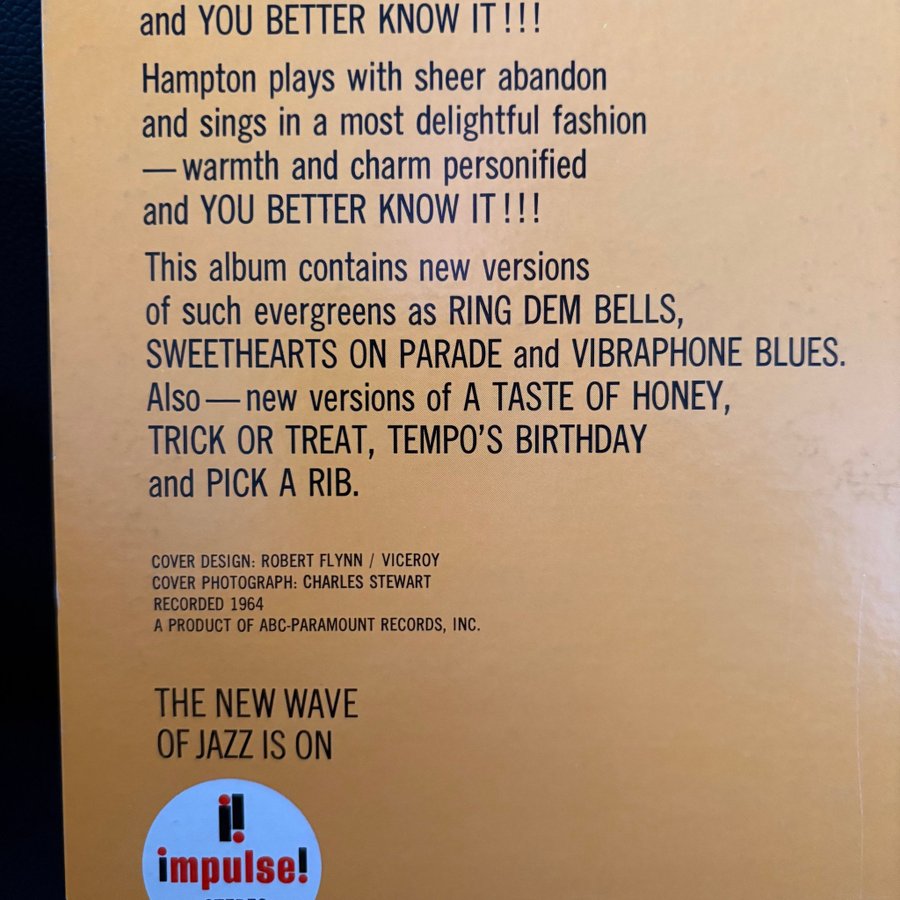 and YOU BETTER KNOW IT!!!
Hampton plays with sheer abandon
and sings in a most delightful fashion
—warmth and charm personified
and YOU BETTER KNOW IT!!!
This album contains new versions
of such evergreens as RING DEM BELLS,
SWEETHEARTS ON PARADE and VIBRAPHONE BLUES.
Also—new versions of A TASTE OF HONEY,
TRICK OR TREAT, TEMPO'S BIRTHDAY
and PICK A RIB.
COVER DESIGN: ROBERT FLYNN / VICEROY
COVER PHOTOGRAPH: CHARLES STEWART
RECORDED 1964
A PRODUCT OF ABC-PARAMOUNT RECORDS, INC.
THE NEW WAVE
OF JAZZ IS ON
i!
impulse!
STEREO